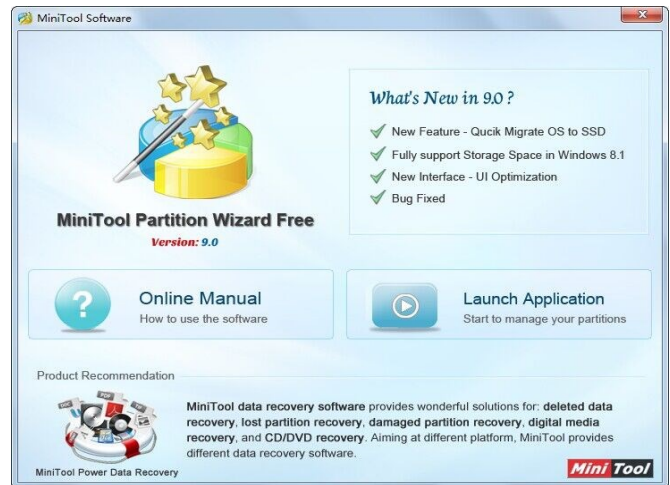 MiniTool Software
What's New in 9.0 ?
New Feature - Qucik Migrate OS to SSD
Fully support Storage Space in Windows 8.1
New Interface - UI Optimization
Bug Fixed
MiniTool Partition Wizard Free
Version: 9.0
Online Manual
How to use the software
Launch Application
Start to manage your partitions
Product Recommendation
MiniTool data recovery software provides wonderful solutions for: deleted data
recovery, lost partition recovery, damaged partition recovery, digital media
recovery, and CD/DVD recovery. Aiming at different platform, MiniTool provides
different data recovery software.
PDF
MiniTool Power Data Recovery
Mini Tool